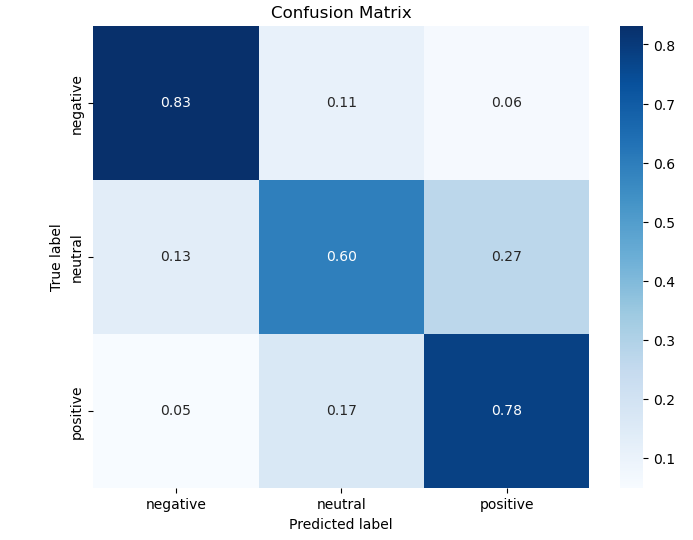 Confusion Matrix
True label
negative
0.83 0.11 0.06
neutral
0.13 0.60 0.27
positive
0.05 0.17 0.78
negative neutral positive
Predicted label
0.8
0.7
0.6
0.5
0.4
0.3
0.2
0.1